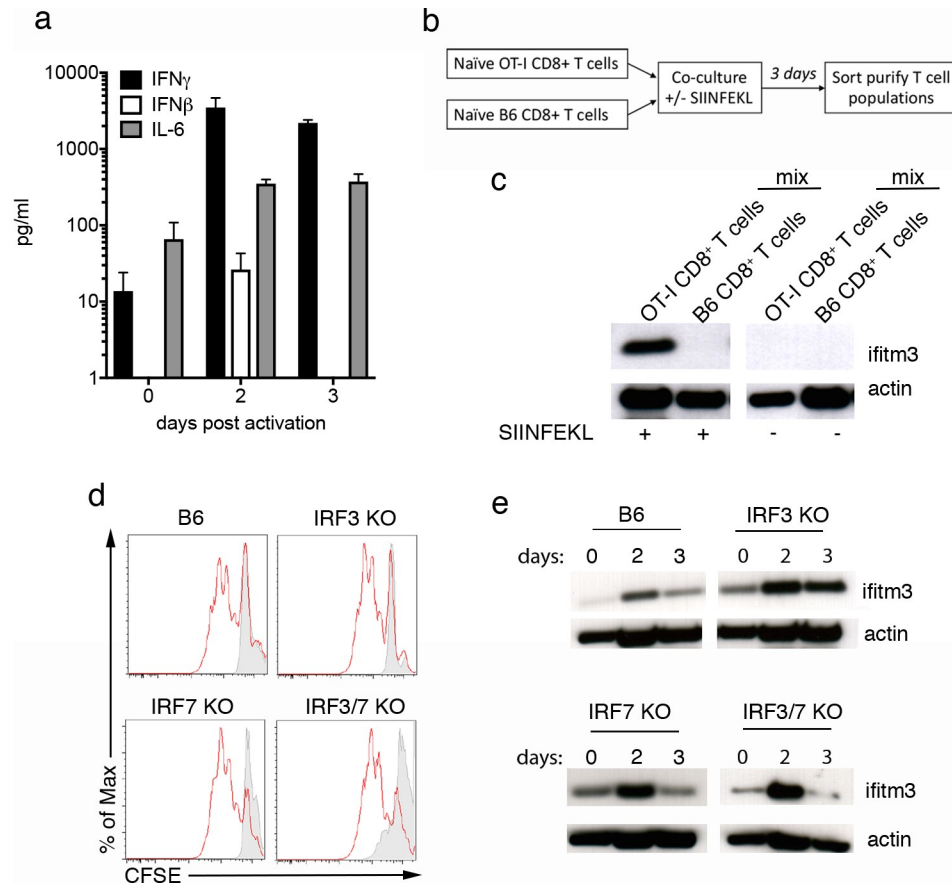 a
10000
1000
100
10
1
pg/ml
IFNγ
IFNβ
IL-6
0 2 3
days post activation
b
Naïve OT-I CD8+ T cells
Naïve B6 CD8+ T cells
Co-culture
+/- SIINFEKL
3 days
Sort purify T cell
populations
c
mix mix
OT-I CD8+ T cells
B6 CD8+ T cells
OT-I CD8+ T cells
B6 CD8+ T cells
ifitm3
actin
SIINFEKL + + - -
d
B6 IRF3 KO
IRF7 KO IRF3/7 KO
% of Max
CFSE
e
B6 IRF3 KO
days: 0 2 3 0 2 3
ifitm3
actin
IRF7 KO IRF3/7 KO
days: 0 2 3 0 2 3
ifitm3
actin